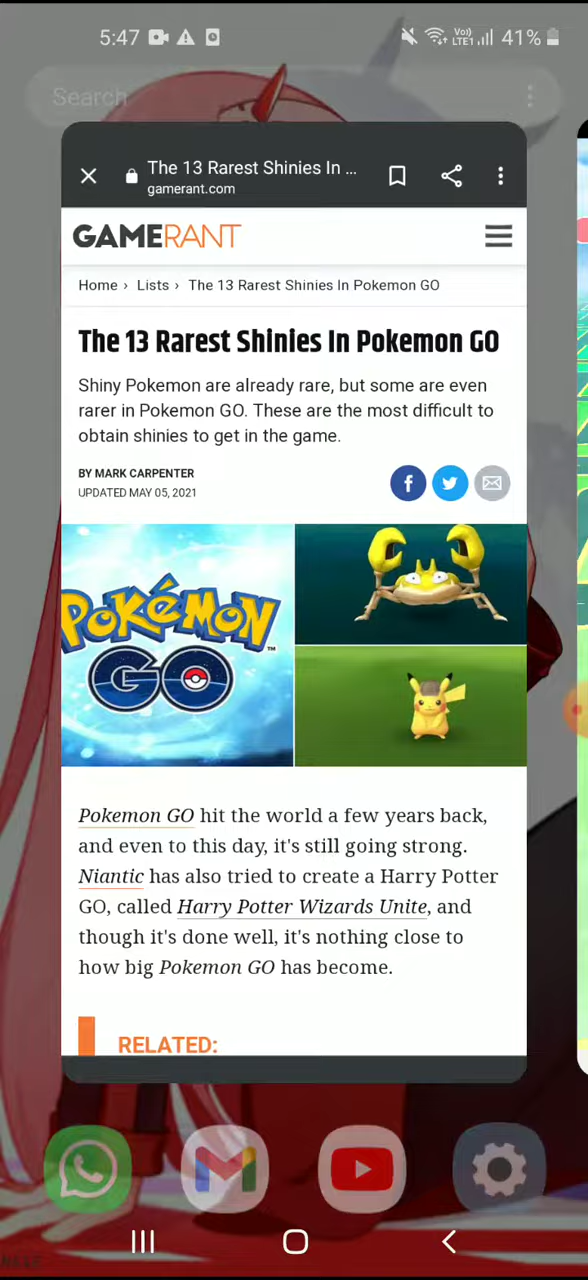 5:47
Vo))
LTE1
41%
Search
The 13 Rarest Shinies In ...
gamerant.com
GAMERANT
Home › Lists › The 13 Rarest Shinies In Pokemon GO
The 13 Rarest Shinies In Pokemon GO
Shiny Pokemon are already rare, but some are even
rarer in Pokemon GO. These are the most difficult to
obtain shinies to get in the game.
BY MARK CARPENTER
UPDATED MAY 05, 2021
POKéMON
TM
GO
Pokemon GO hit the world a few years back,
and even to this day, it's still going strong.
Niantic has also tried to create a Harry Potter
GO, called Harry Potter Wizards Unite, and
though it's done well, it's nothing close to
how big Pokemon GO has become.
RELATED: